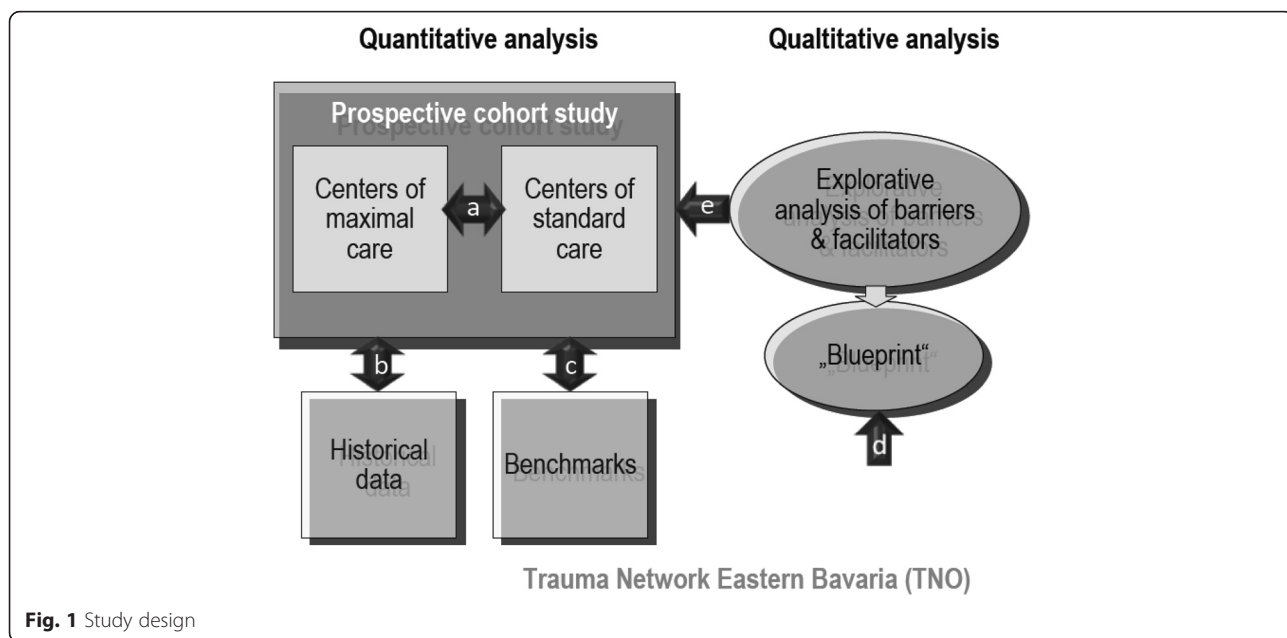 Quantitative analysis
Qualtitative analysis
Prospective cohort study
Centers of
maximal
care
a
Centers of
standard
care
e
Explorative
analysis of barriers
& facilitators
b
c
„Blueprint“
Historical
data
Benchmarks
d
Trauma Network Eastern Bavaria (TNO)
Fig. 1 Study design